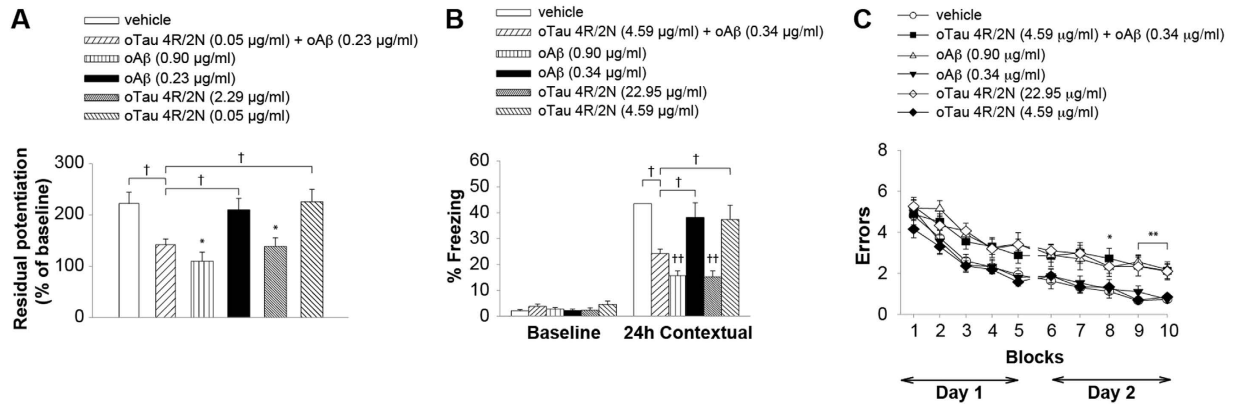 A
vehicle
oTau 4R/2N (0.05 µg/ml) + oAβ (0.23 µg/ml)
oAβ (0.90 µg/ml)
oAβ (0.23 µg/ml)
oTau 4R/2N (2.29 µg/ml)
oTau 4R/2N (0.05 µg/ml)
Residual potentiation
(% of baseline)
300
200
100
0
†
†
†
*
*
B
vehicle
oTau 4R/2N (4.59 µg/ml) + oAβ (0.34 µg/ml)
oAβ (0.90 µg/ml)
oAβ (0.34 µg/ml)
oTau 4R/2N (22.95 µg/ml)
oTau 4R/2N (4.59 µg/ml)
% Freezing
60
50
40
30
20
10
0
†
†
†
††
††
Baseline
24h Contextual
C
vehicle
oTau 4R/2N (4.59 µg/ml) + oAβ (0.34 µg/ml)
oAβ (0.90 µg/ml)
oAβ (0.34 µg/ml)
oTau 4R/2N (22.95 µg/ml)
oTau 4R/2N (4.59 µg/ml)
Errors
8
6
4
2
0
*
**
1 2 3 4 5 6 7 8 9 10
Blocks
Day 1
Day 2